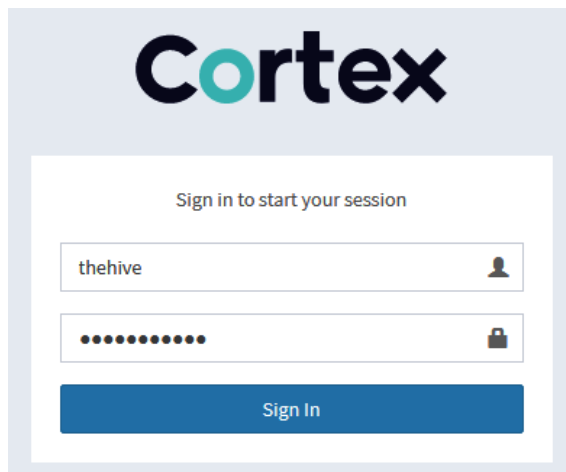 Cortex
Sign in to start your session
thehive
●●●●●●●●●●●
Sign In